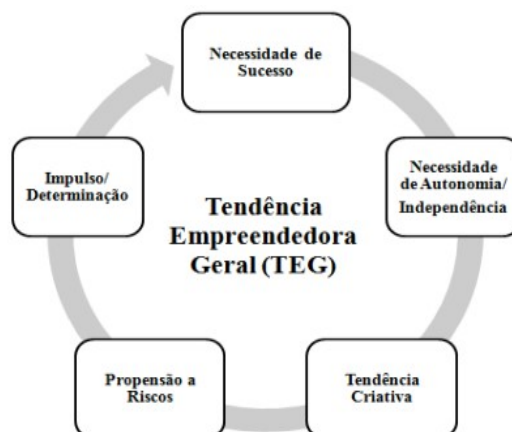 Necessidade de
Sucesso
Necessidade
de Autonomia/
Independência
Tendência
Criativa
Propensão a
Riscos
Impulso/
Determinação
Tendência
Empreendedora
Geral (TEG)